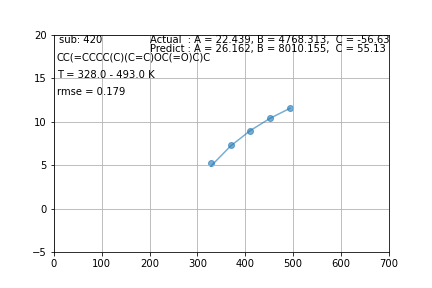 sub: 420
Actual : A = 22.439, B = 4768.313, C = -56.63
Predict : A = 26.162, B = 8010.155, C = 55.13
CC(=CCCC(C)(C=C)OC(=O)C)C
T = 328.0 - 493.0 K
rmse = 0.179
20
15
10
5
0
−5
0 100 200 300 400 500 600 700